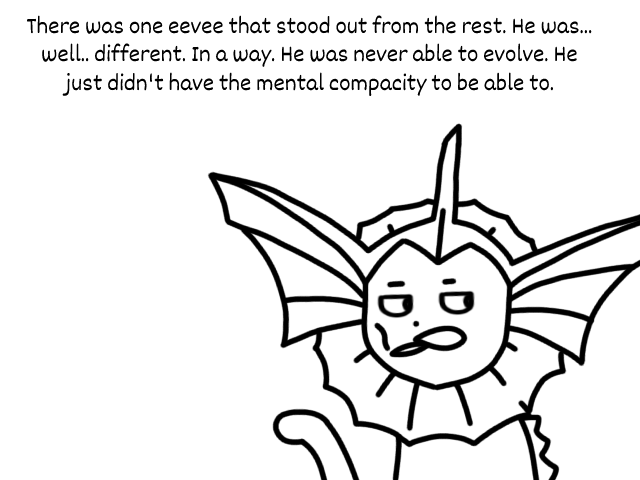 There was one eevee that stood out from the rest. He was...
well.. different. In a way. He was never able to evolve. He
just didn't have the mental compacity to be able to.